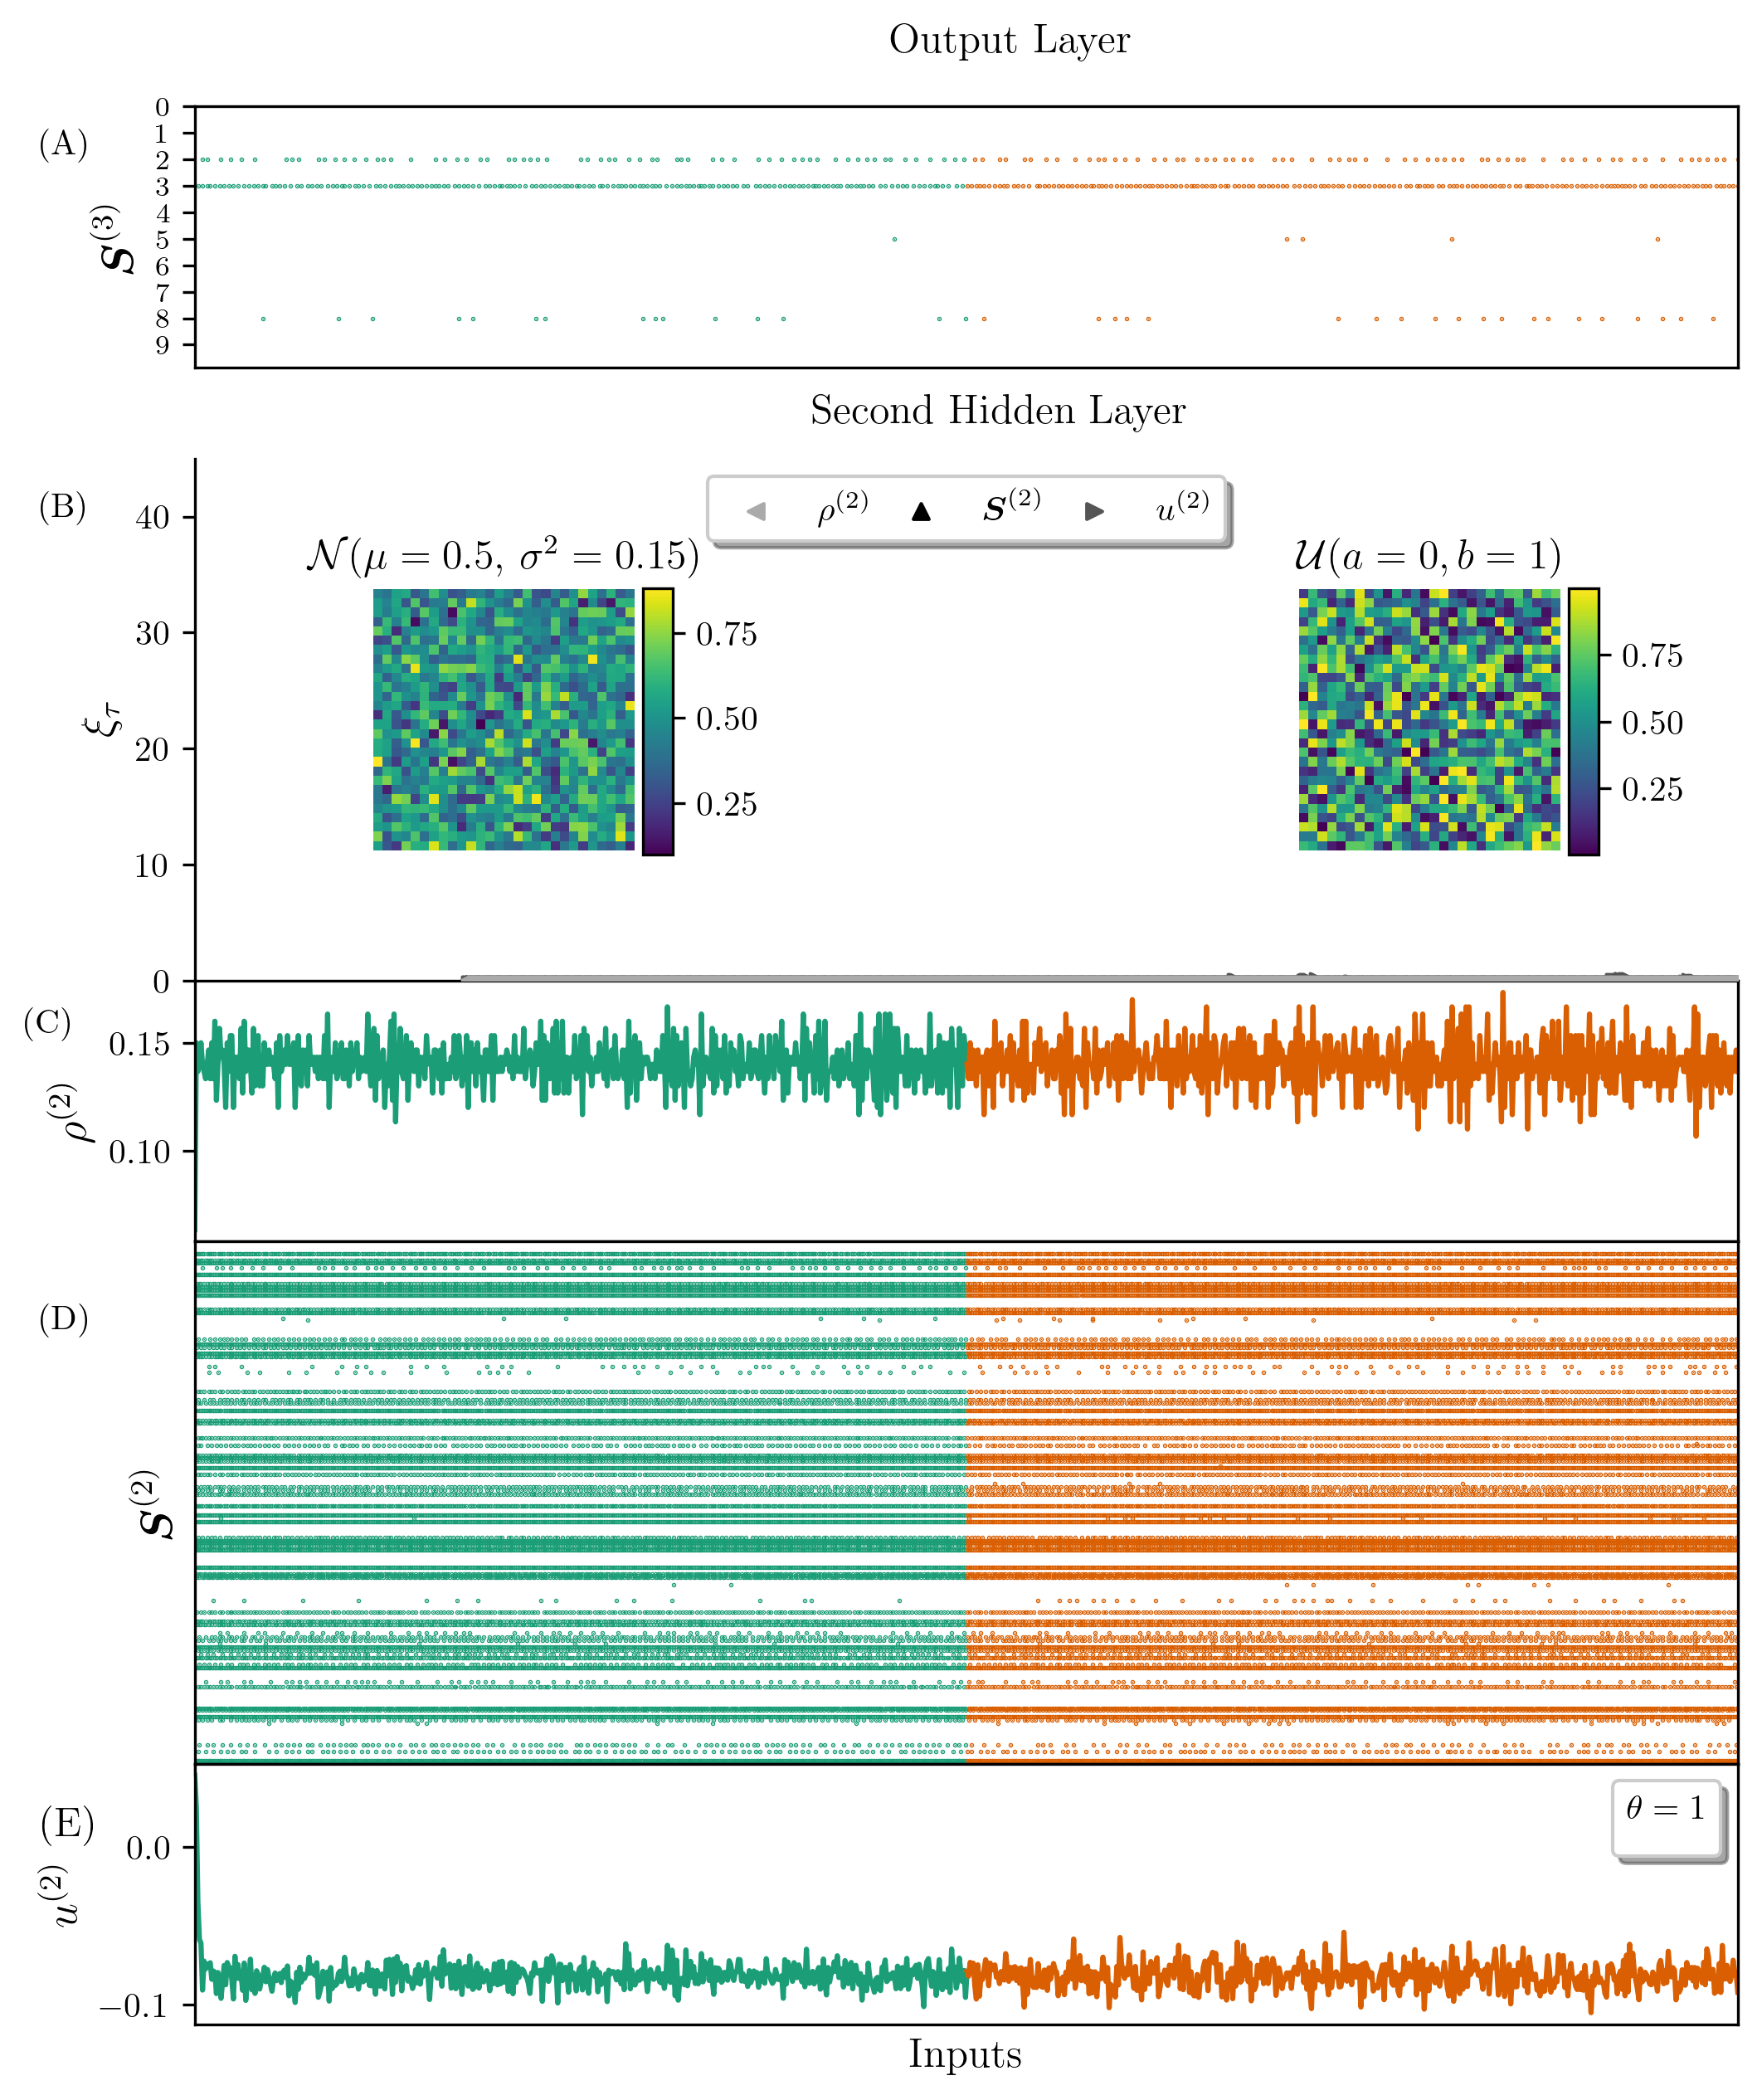 Output Layer
(A)
0
1
2
3
4
5
6
7
8
9
S^(3)
Second Hidden Layer
(B)
ρ^(2) S^(2) u^(2)
40
30
20
10
0
ξ_τ
𝒩(μ = 0.5, σ² = 0.15)
0.75
0.50
0.25
𝒰(a = 0, b = 1)
0.75
0.50
0.25
(C)
0.15
0.10
ρ^(2)
(D)
S^(2)
(E)
θ = 1
0.0
−0.1
u^(2)
Inputs